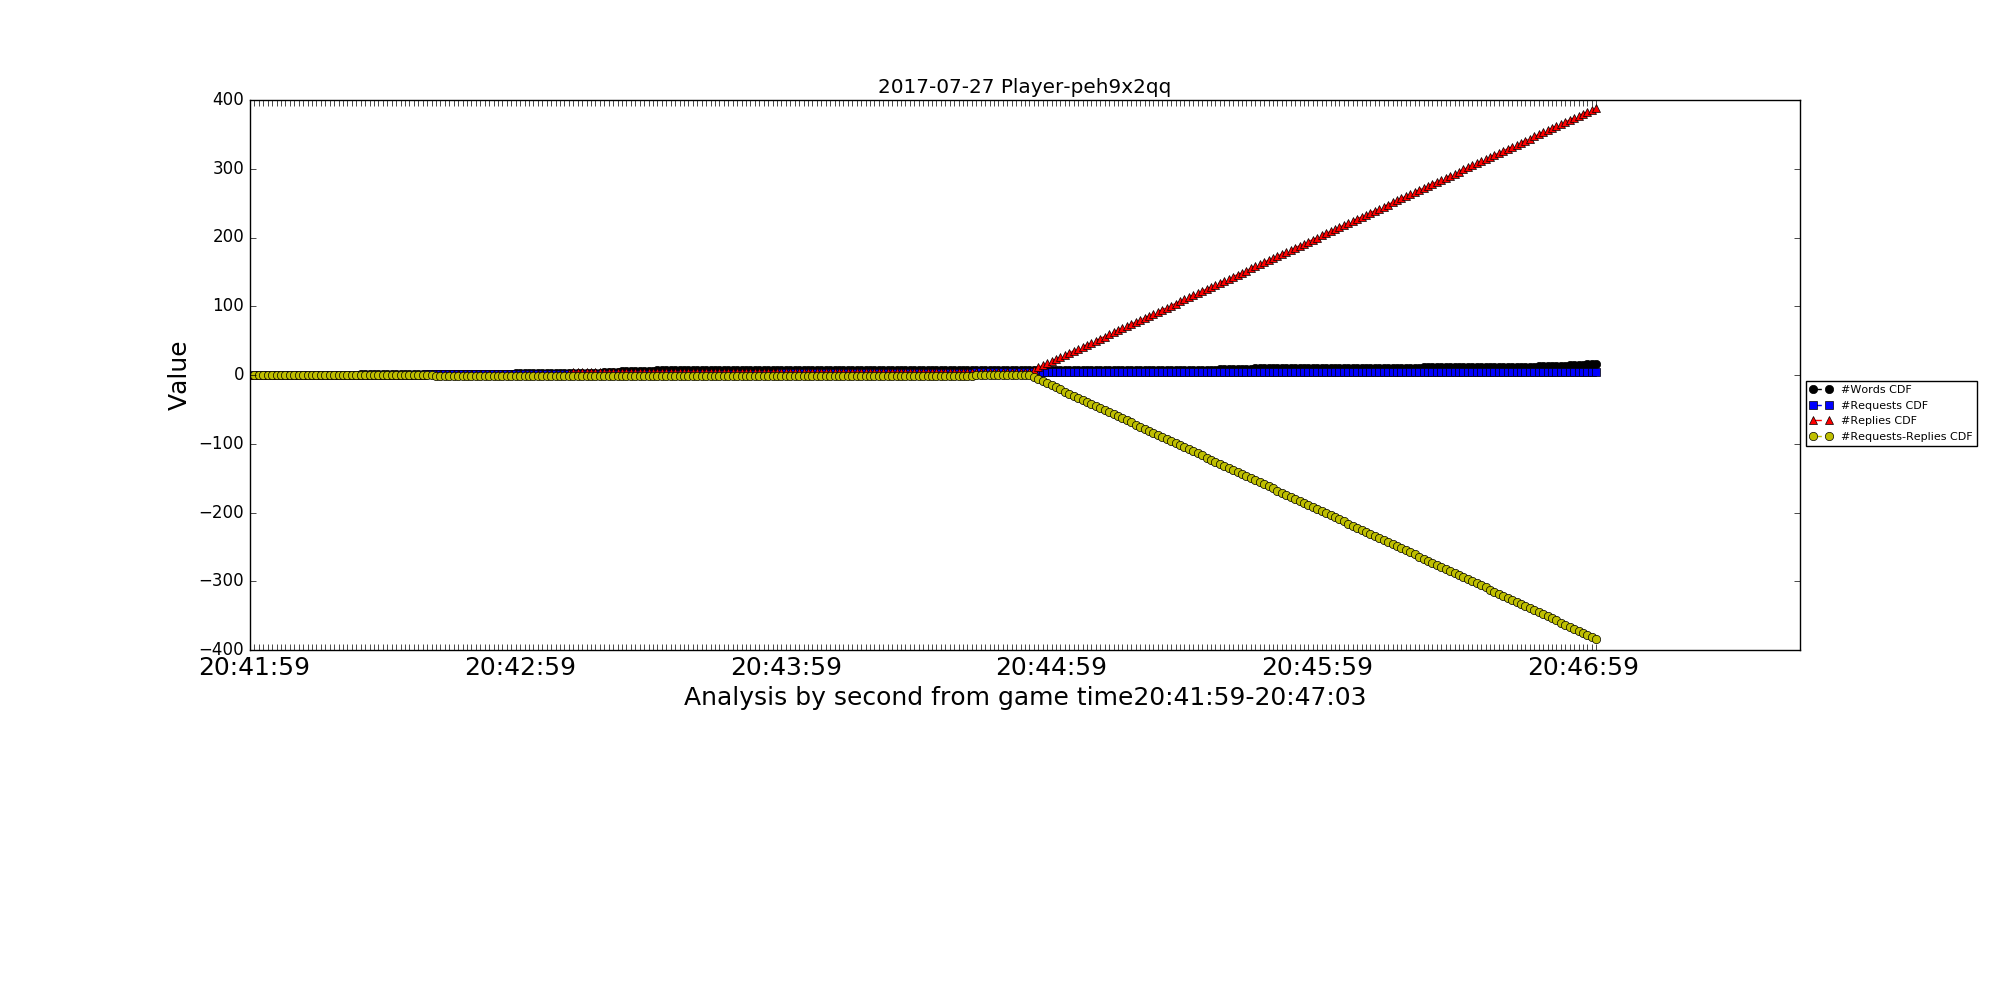 2017-07-27 Player-peh9x2qq
400
300
200
100
0
−100
−200
−300
−400
Value
20:41:59 20:42:59 20:43:59 20:44:59 20:45:59 20:46:59
Analysis by second from game time20:41:59-20:47:03
#Words CDF
#Requests CDF
#Replies CDF
#Requests-Replies CDF